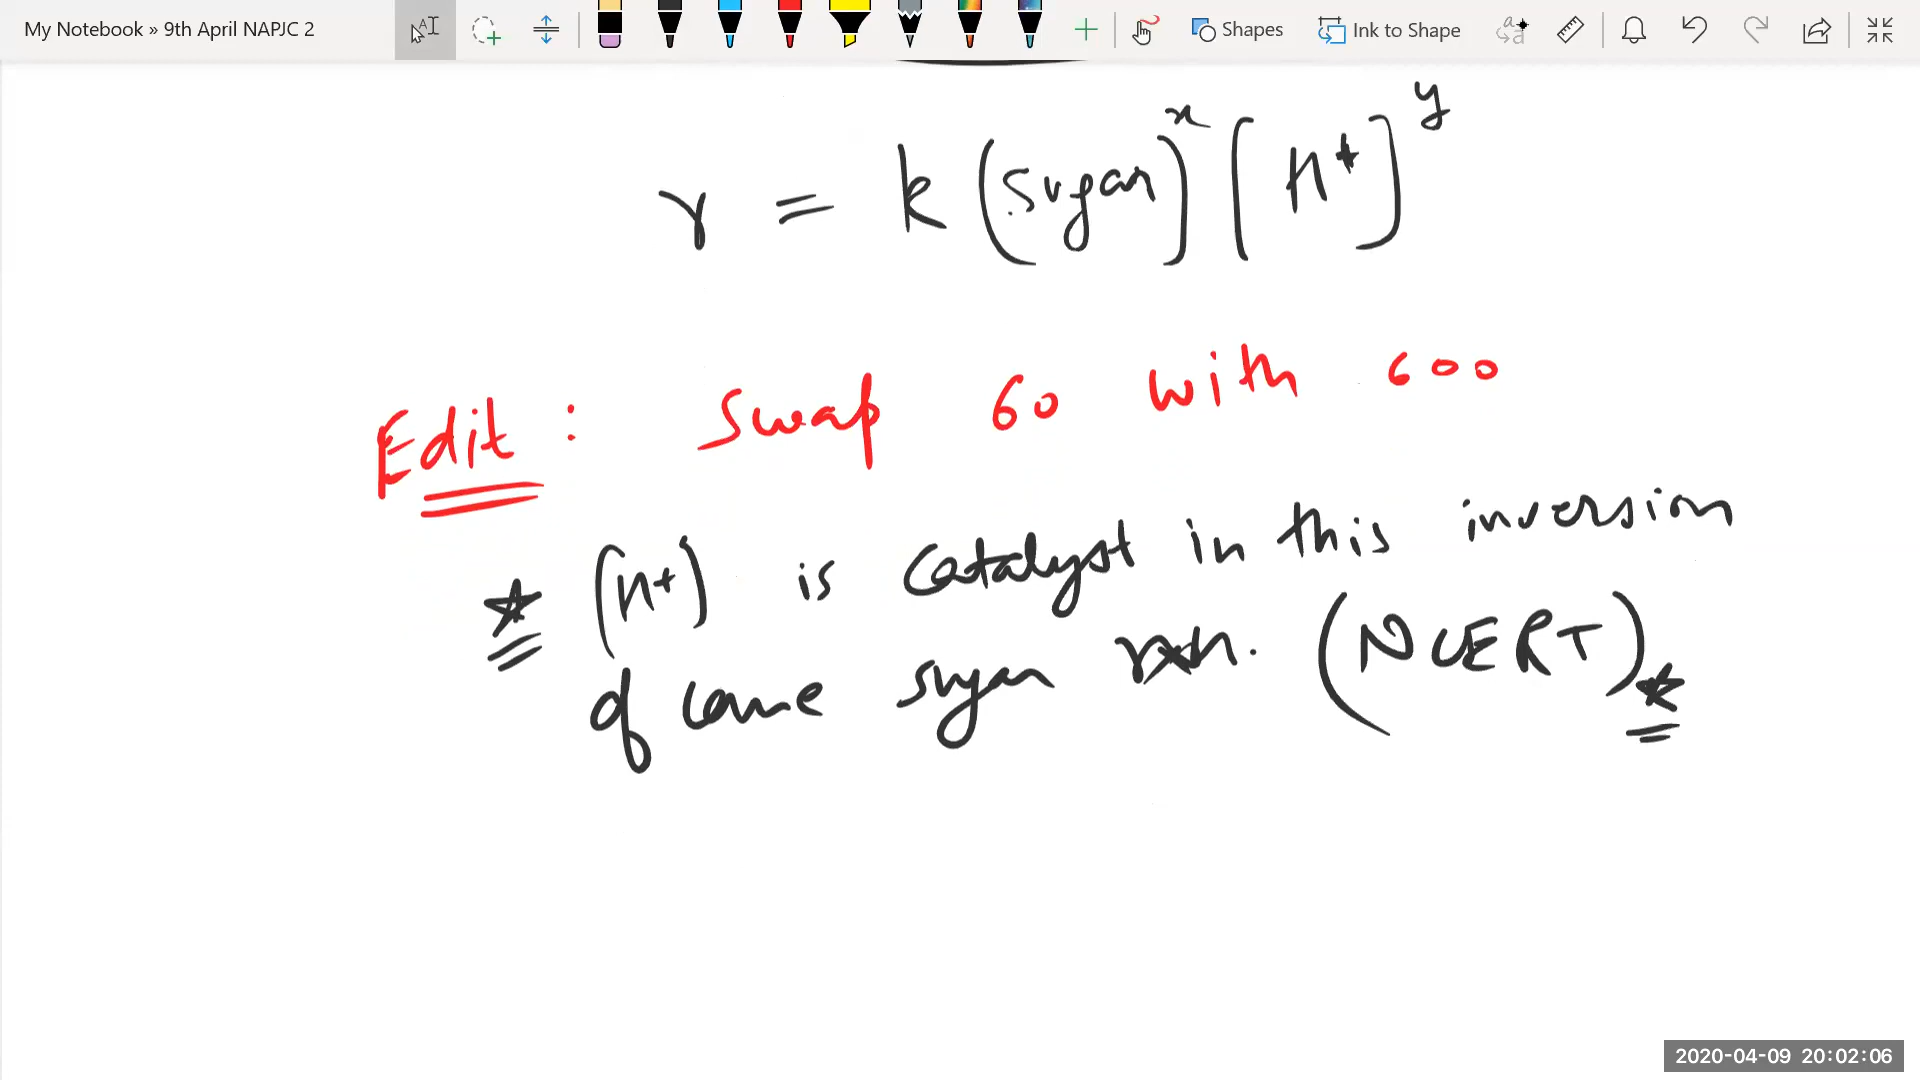 My Notebook » 9th April NAPJC 2
Shapes
Ink to Shape
r = k (sugar)^x [H+]^y
Edit : Swap 60 with 600
(H+) is catalyst in this inversion
of cane sugar rxn. (NCERT)
2020-04-09 20:02:06